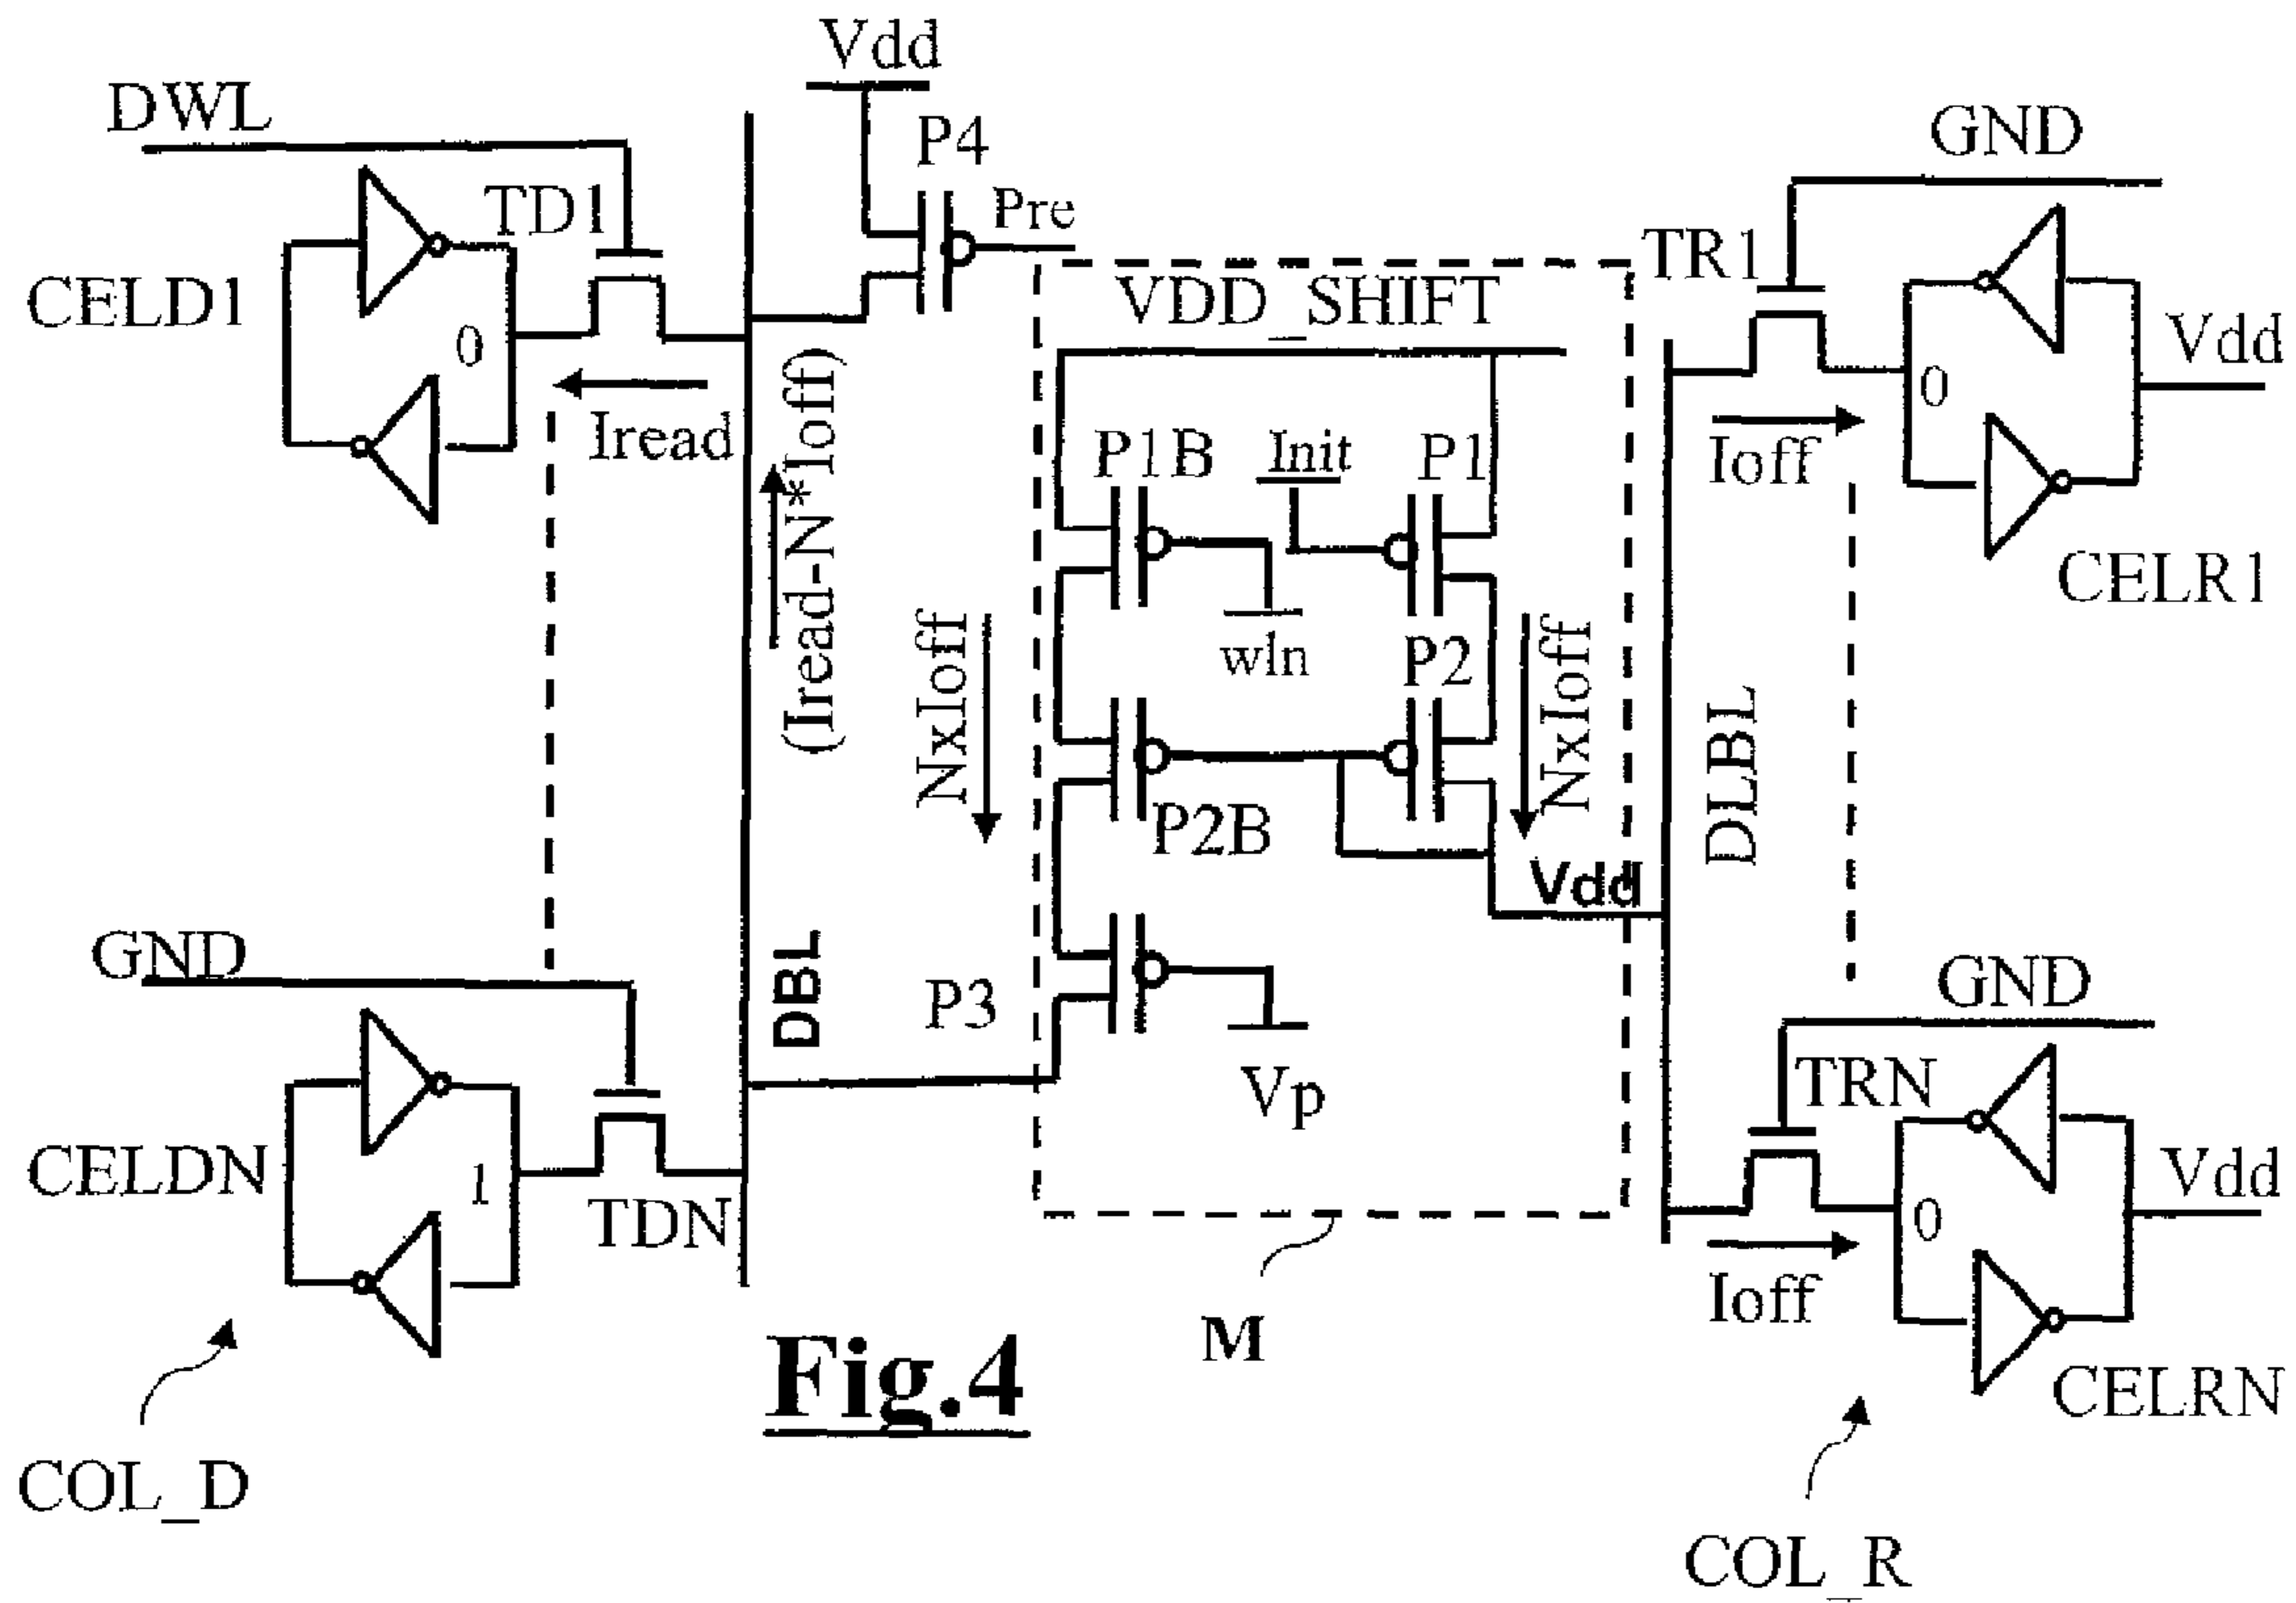 Vdd
DWL
P4
GND
TD1
Pre
TR1
CELD1
VDD_SHIFT
Vdd
0
0
Iread
(Iread-N*Ioff)
P1B
Init
P1
Ioff
CELR1
NxIoff
wln
P2
NxIoff
DLBL
P2B
Vdd
GND
DBL
P3
GND
Vp
TRN
CELDN
1
TDN
Vdd
0
Ioff
M
Fig.4
CELRN
COL_D
COL_R